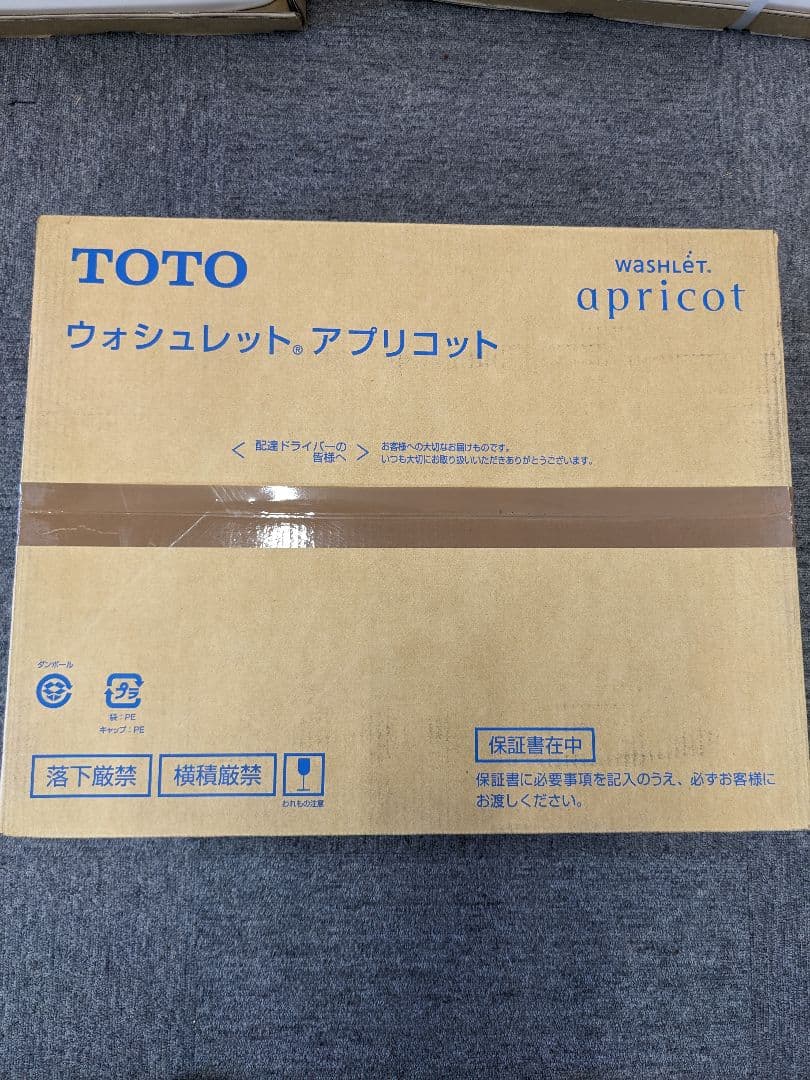 TOTO
WASHLET.
apricot
ウォシュレット®アプリコット
< 配達ドライバーの
皆様へ >
お客様への大切なお届けものです。
いつも大切にお取り扱いいただきありがとうございます。
ダンボール
プラ
袋：PE
キャップ：PE
落下厳禁
横積厳禁
われもの注意
保証書在中
保証書に必要事項を記入のうえ、必ずお客様に
お渡しください。